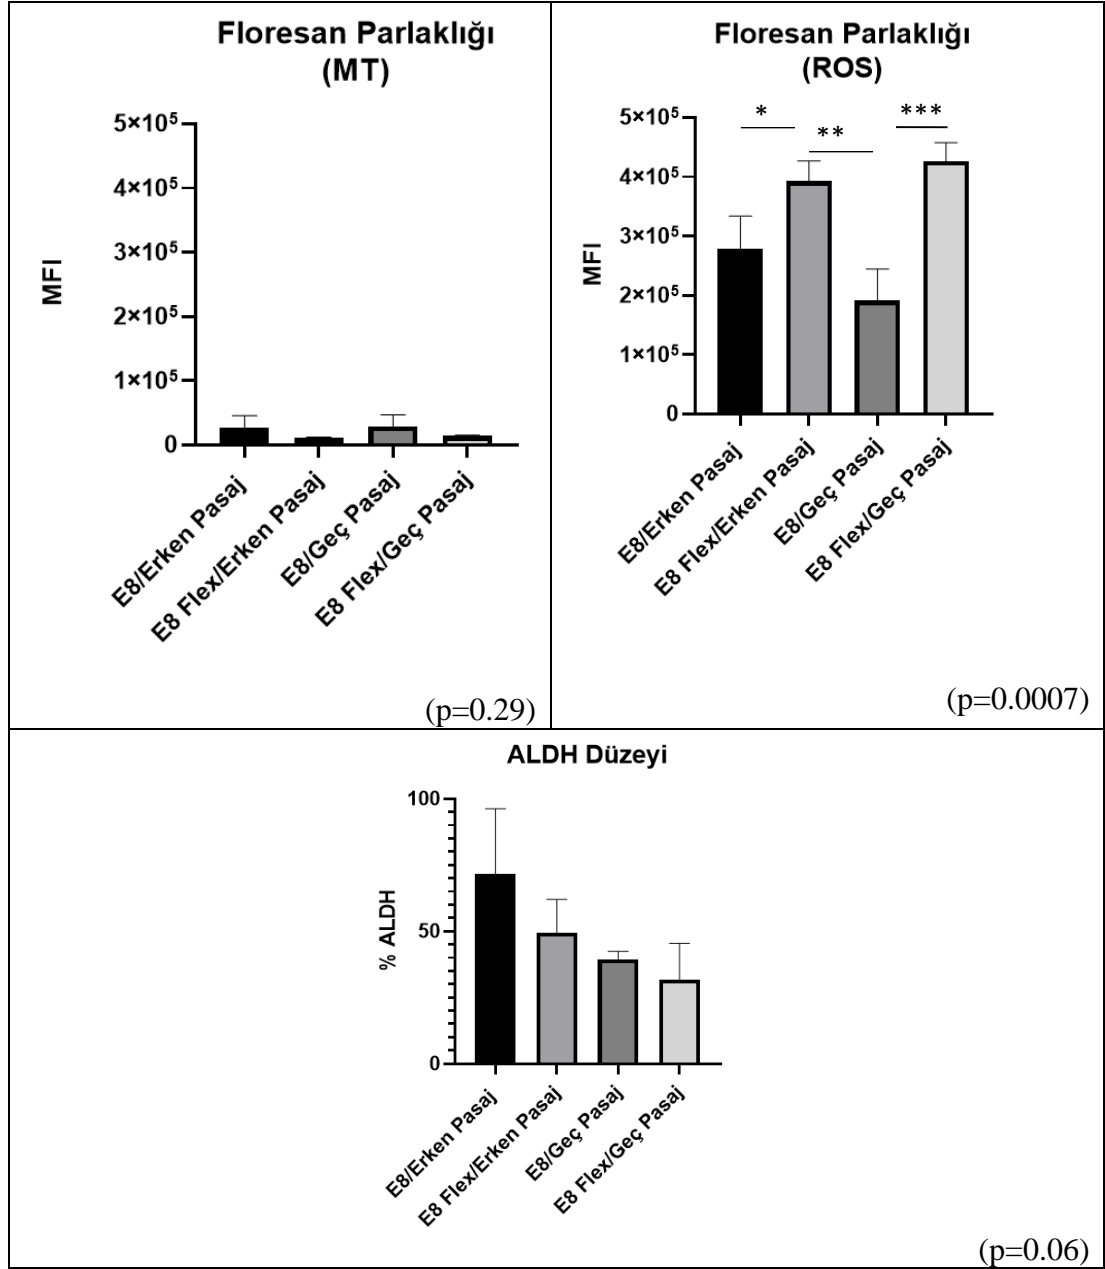 Floresan Parlaklığı
(MT)
5×10⁵
4×10⁵
3×10⁵
2×10⁵
1×10⁵
0
MFI
E8/Erken Pasaj
E8 Flex/Erken Pasaj
E8/Geç Pasaj
E8 Flex/Geç Pasaj
(p=0.29)
Floresan Parlaklığı
(ROS)
* ** ***
5×10⁵
4×10⁵
3×10⁵
2×10⁵
1×10⁵
0
MFI
E8/Erken Pasaj
E8 Flex/Erken Pasaj
E8/Geç Pasaj
E8 Flex/Geç Pasaj
(p=0.0007)
ALDH Düzeyi
100
50
0
% ALDH
E8/Erken Pasaj
E8 Flex/Erken Pasaj
E8/Geç Pasaj
E8 Flex/Geç Pasaj
(p=0.06)